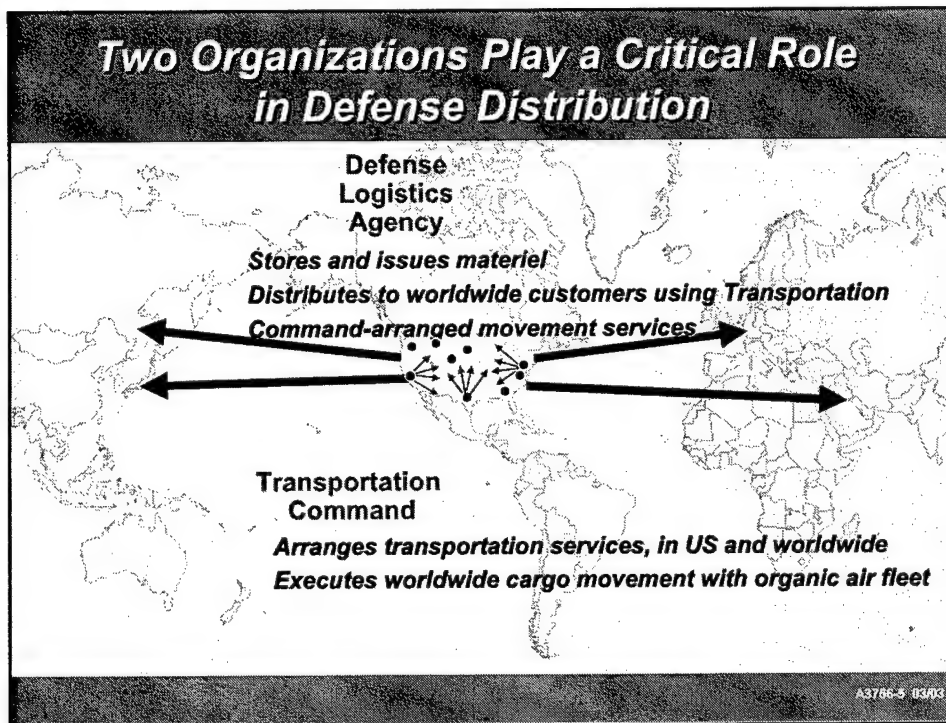 Two Organizations Play a Critical Role
in Defense Distribution
Defense
Logistics
Agency
Stores and issues materiel
Distributes to worldwide customers using Transportation
Command-arranged movement services
Transportation
Command
Arranges transportation services, in US and worldwide
Executes worldwide cargo movement with organic air fleet
A3766-5 03/03